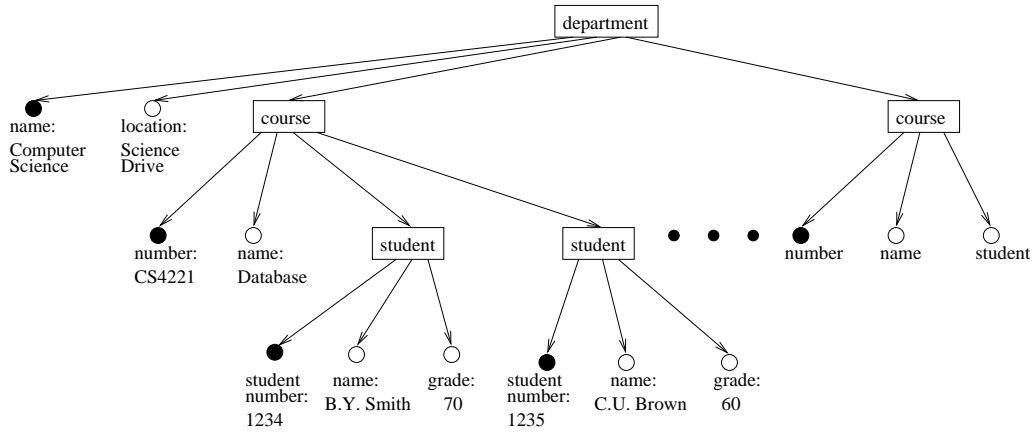 department
name:
Computer
Science
location:
Science
Drive
course
course
number:
CS4221
name:
Database
student
student
number
name
student
student
number:
1234
name:
B.Y. Smith
grade:
70
student
number:
1235
name:
C.U. Brown
grade:
60